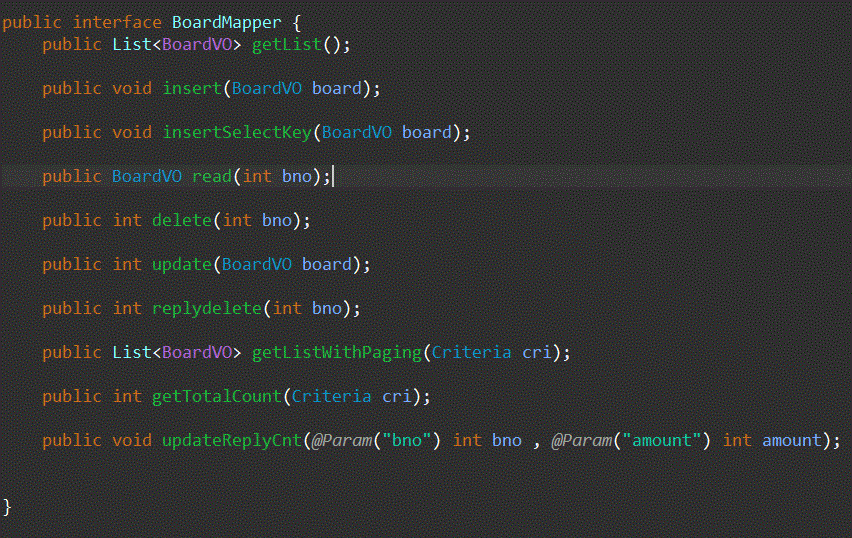 public interface BoardMapper {
    public List<BoardVO> getList();
    public void insert(BoardVO board);
    public void insertSelectKey(BoardVO board);
    public BoardVO read(int bno);
    public int delete(int bno);
    public int update(BoardVO board);
    public int replydelete(int bno);
    public List<BoardVO> getListWithPaging(Criteria cri);
    public int getTotalCount(Criteria cri);
    public void updateReplyCnt(@Param("bno") int bno , @Param("amount") int amount);
}